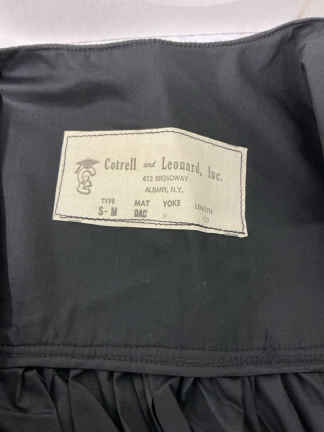 Cotrell and Leonard, Inc.
472 BROADWAY
ALBANY, N.Y.
TYPE MAT YOKE LENGTH
S-M DAC